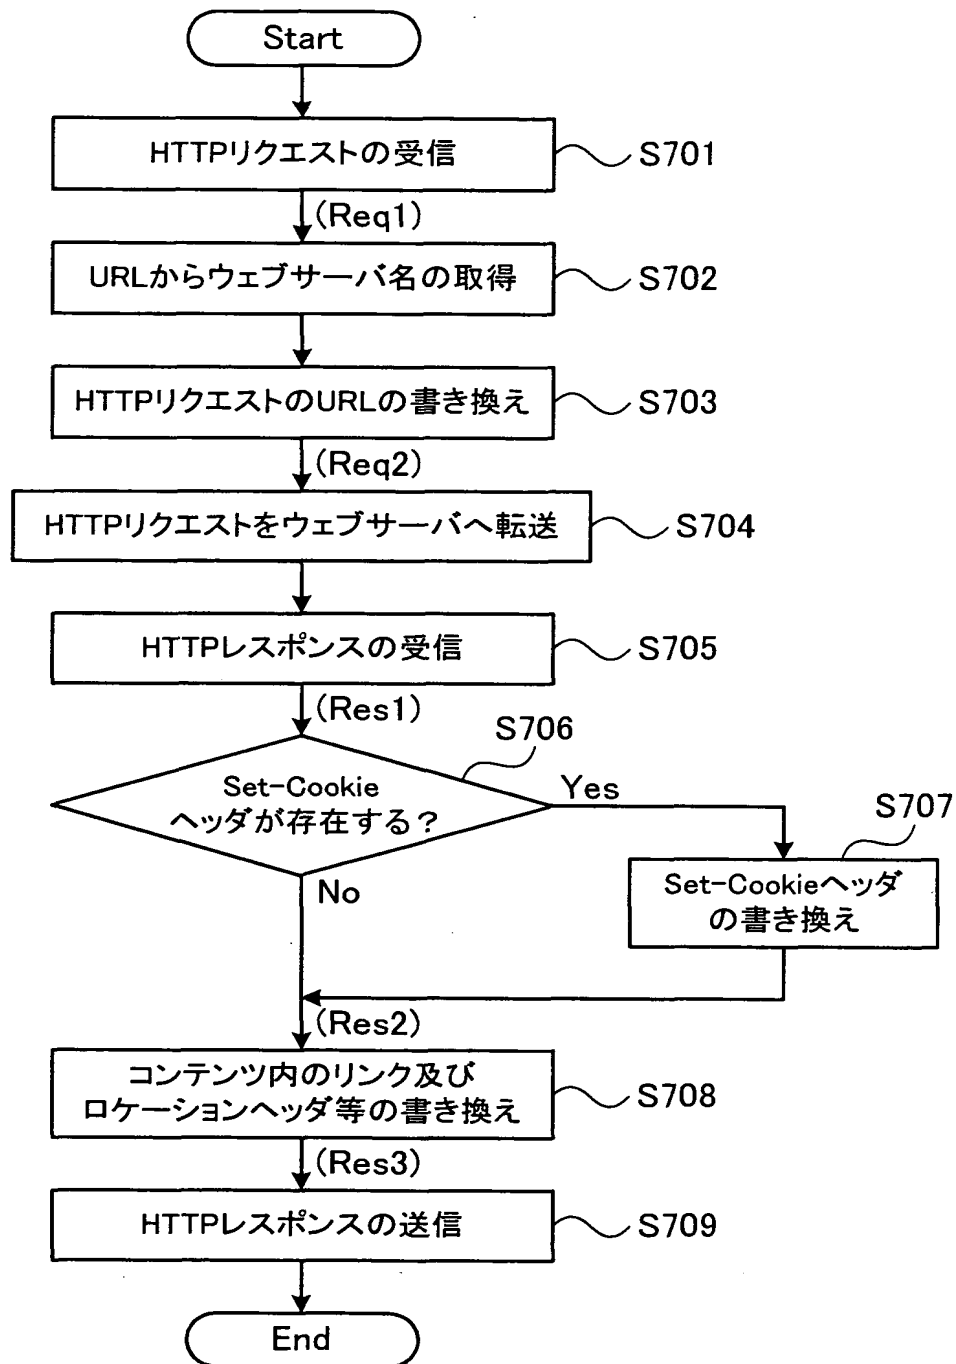 Start
HTTPリクエストの受信
S701
(Req1)
URLからウェブサーバ名の取得
S702
HTTPリクエストのURLの書き換え
S703
(Req2)
HTTPリクエストをウェブサーバへ転送
S704
HTTPレスポンスの受信
S705
(Res1)
S706
Set-Cookie
ヘッダが存在する?
Yes
No
S707
Set-Cookieヘッダ
の書き換え
(Res2)
コンテンツ内のリンク及び
ロケーションヘッダ等の書き換え
S708
(Res3)
HTTPレスポンスの送信
S709
End